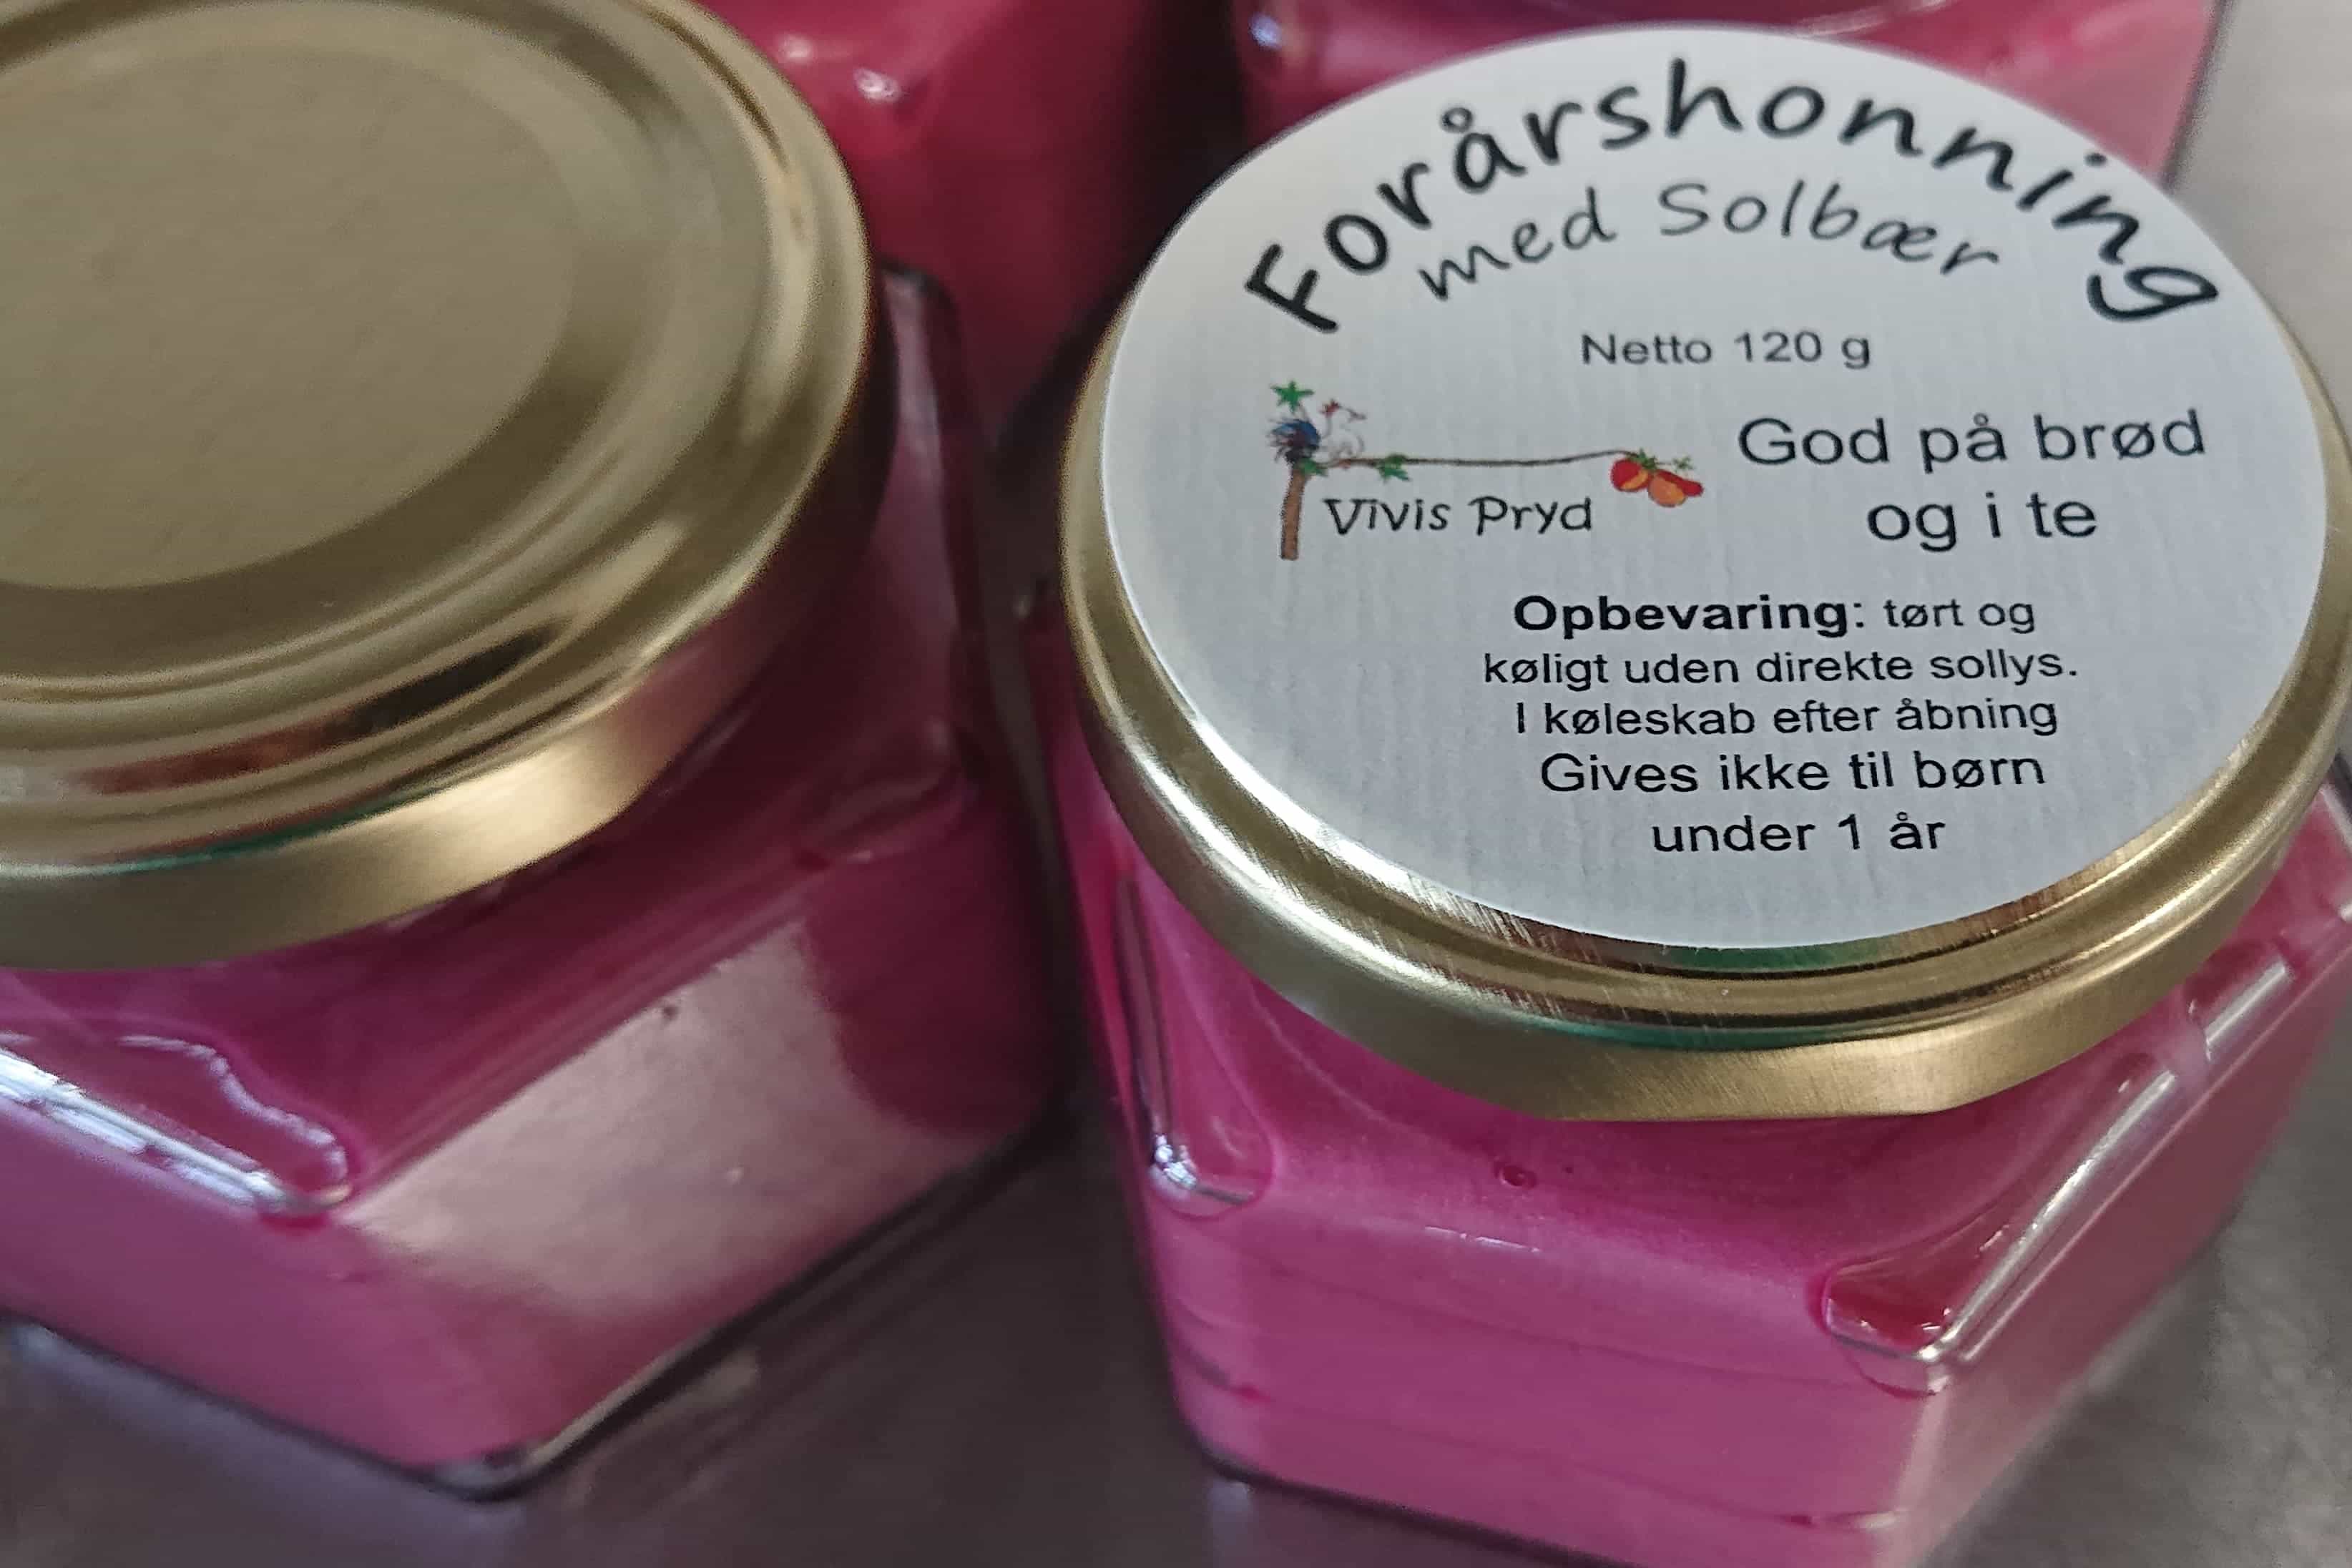 Forårshonning
med Solbær
Netto 120 g
Vivis Pryd
God på brød
og i te
Opbevaring: tørt og
køligt uden direkte sollys.
I køleskab efter åbning
Gives ikke til børn
under 1 år